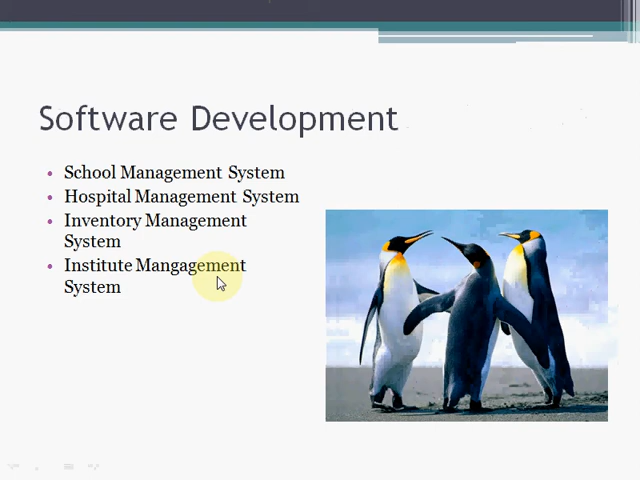 Software Development
• School Management System
• Hospital Management System
• Inventory Management
System
• Institute Mangagement
System